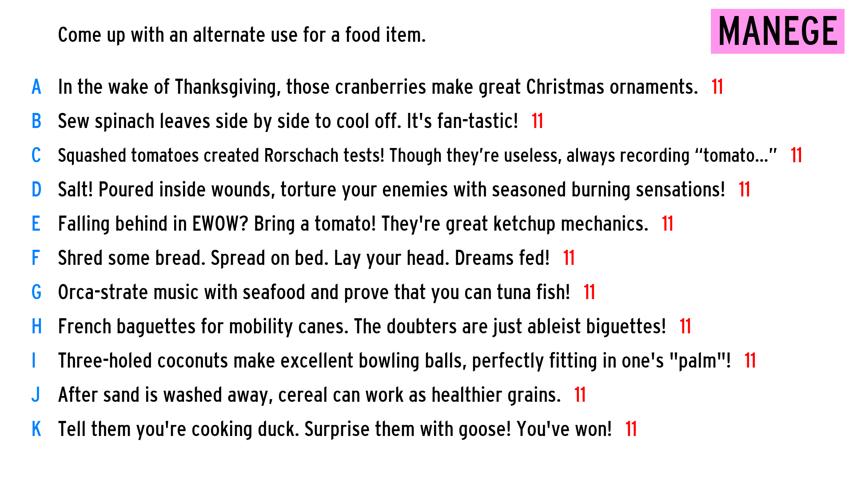 Come up with an alternate use for a food item.
MANEGE
A In the wake of Thanksgiving, those cranberries make great Christmas ornaments. 11
B Sew spinach leaves side by side to cool off. It's fan-tastic! 11
C Squashed tomatoes created Rorschach tests! Though they’re useless, always recording “tomato...” 11
D Salt! Poured inside wounds, torture your enemies with seasoned burning sensations! 11
E Falling behind in EWOW? Bring a tomato! They're great ketchup mechanics. 11
F Shred some bread. Spread on bed. Lay your head. Dreams fed! 11
G Orca-strate music with seafood and prove that you can tuna fish! 11
H French baguettes for mobility canes. The doubters are just ableist biguettes! 11
I Three-holed coconuts make excellent bowling balls, perfectly fitting in one's "palm"! 11
J After sand is washed away, cereal can work as healthier grains. 11
K Tell them you're cooking duck. Surprise them with goose! You've won! 11